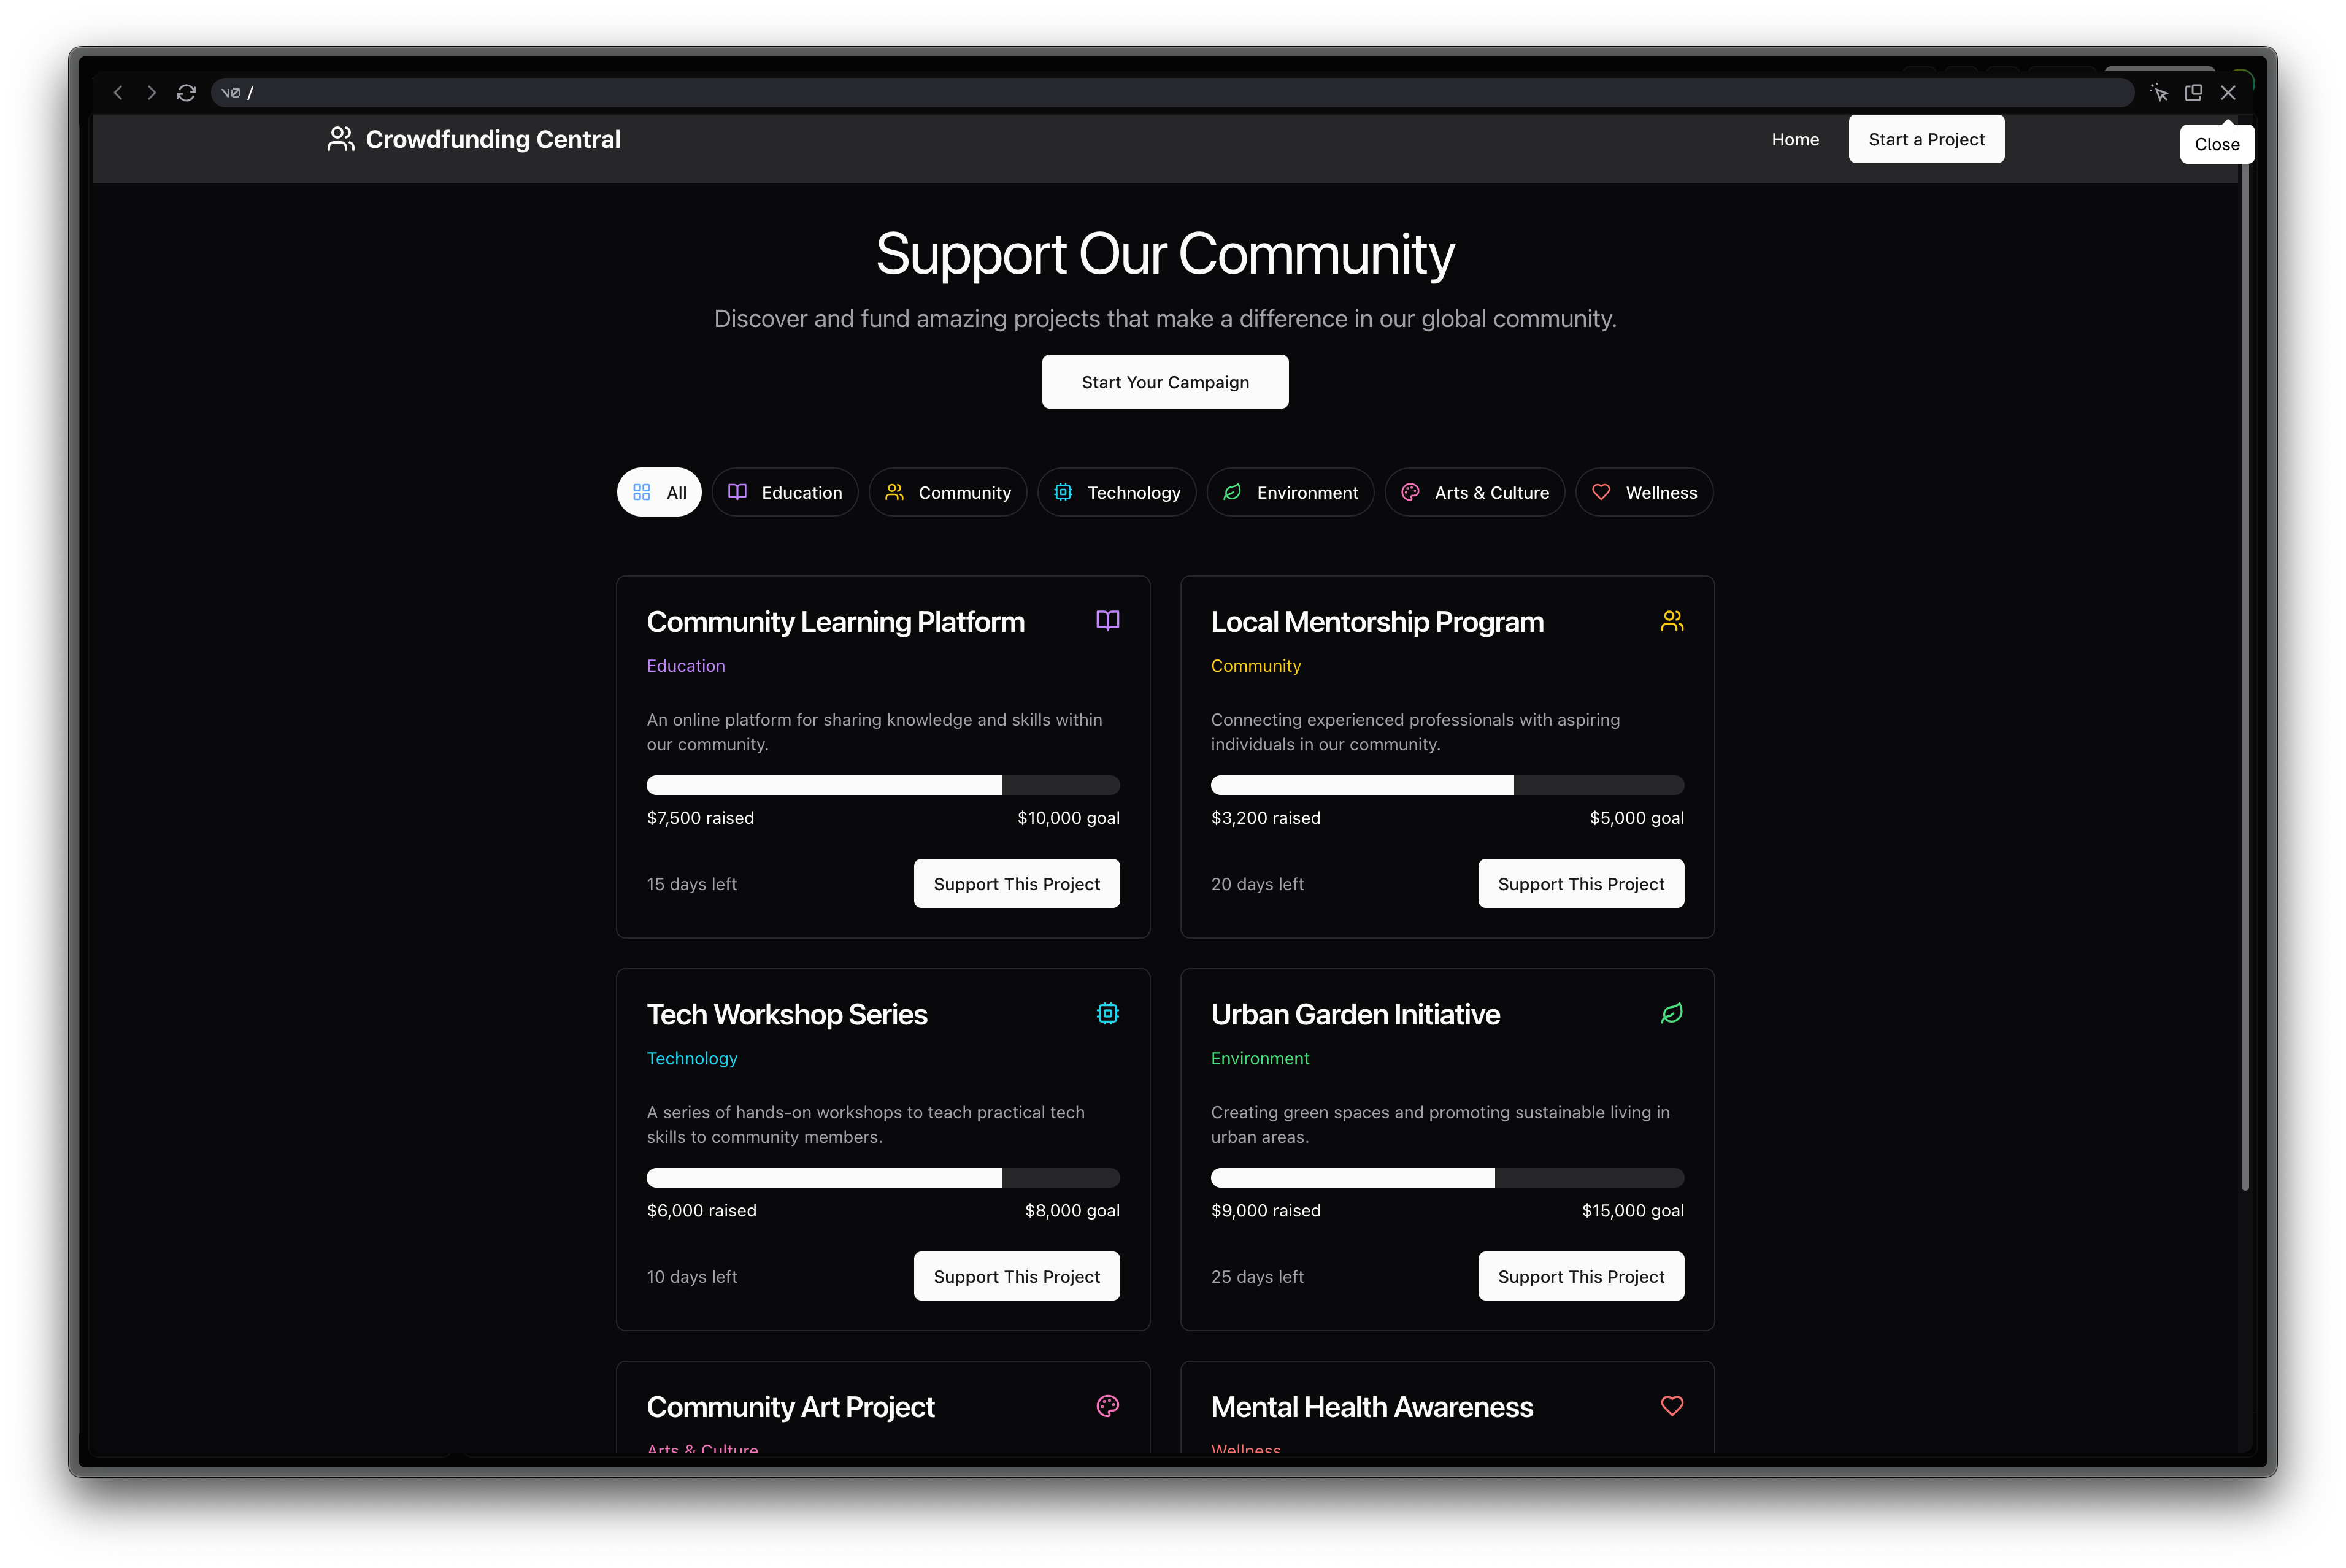 v0 /
Crowdfunding Central
Home
Start a Project
Close
Support Our Community
Discover and fund amazing projects that make a difference in our global community.
Start Your Campaign
All
Education
Community
Technology
Environment
Arts & Culture
Wellness
Community Learning Platform
Education
An online platform for sharing knowledge and skills within
our community.
$7,500 raised
$10,000 goal
15 days left
Support This Project
Local Mentorship Program
Community
Connecting experienced professionals with aspiring
individuals in our community.
$3,200 raised
$5,000 goal
20 days left
Support This Project
Tech Workshop Series
Technology
A series of hands-on workshops to teach practical tech
skills to community members.
$6,000 raised
$8,000 goal
10 days left
Support This Project
Urban Garden Initiative
Environment
Creating green spaces and promoting sustainable living in
urban areas.
$9,000 raised
$15,000 goal
25 days left
Support This Project
Community Art Project
Arts & Culture
Mental Health Awareness
Wellness